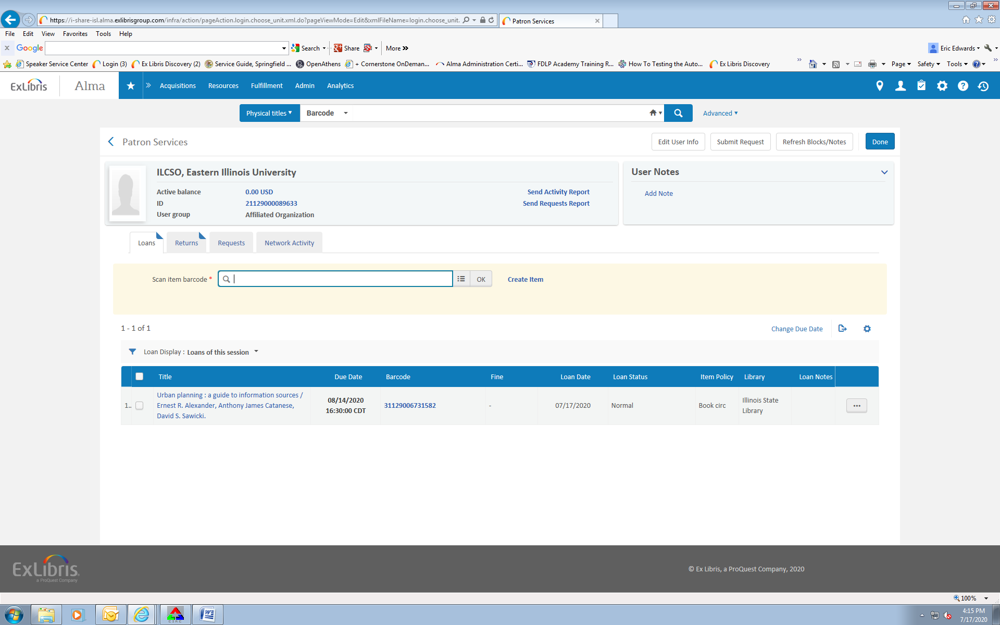 https://i-share-isl.alma.exlibrisgroup.com/infra/action/pageAction.login.choose_unit.xml.do?pageViewMode=Edit&xmlFileName=login.choose_unit.
Patron Services
File Edit View Favorites Tools Help
x Google Search Share More »
Eric Edwards
Speaker Service Center Login (3) Ex Libris Discovery (2) Service Guide, Springfield ... OpenAthens + Cornerstone OnDeman... Alma Administration Certi... FDLP Academy Training R... How To Testing the Auto... Ex Libris Discovery » Page Safety Tools »
ExLibris Alma Acquisitions Resources Fulfillment Admin Analytics
Physical titles Barcode Advanced
Patron Services Edit User Info Submit Request Refresh Blocks/Notes Done
ILCSO, Eastern Illinois University
Active balance 0.00 USD Send Activity Report
ID 21129000089633 Send Requests Report
User group Affiliated Organization
User Notes
Add Note
Loans Returns Requests Network Activity
Scan item barcode * OK Create Item
1 - 1 of 1 Change Due Date
Loan Display : Loans of this session
Title Due Date Barcode Fine Loan Date Loan Status Item Policy Library Loan Notes
1.. Urban planning : a guide to information sources /
Ernest R. Alexander, Anthony James Catanese,
David S. Sawicki.
08/14/2020
16:30:00 CDT
31129006731582 - 07/17/2020 Normal Book circ
Illinois State
Library
ExLibris
a ProQuest Company
© Ex Libris, a ProQuest Company, 2020
100%
CIRC
4:15 PM
7/17/2020